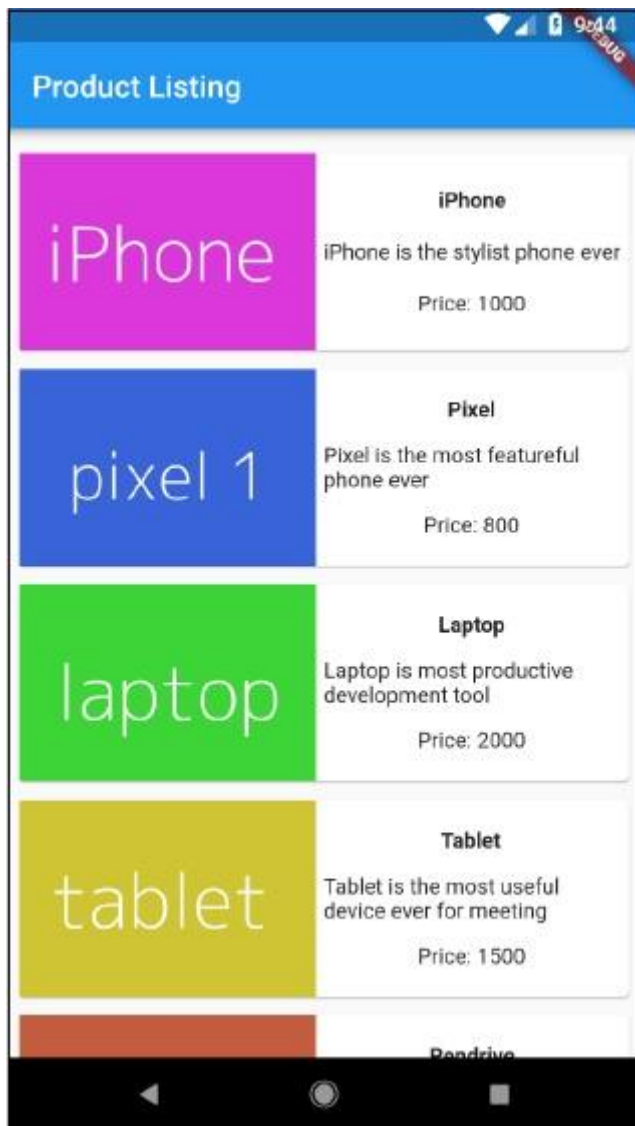 9:44
DEBUG
Product Listing
iPhone
iPhone
iPhone is the stylist phone ever
Price: 1000
pixel 1
Pixel
Pixel is the most featureful
phone ever
Price: 800
laptop
Laptop
Laptop is most productive
development tool
Price: 2000
tablet
Tablet
Tablet is the most useful
device ever for meeting
Price: 1500
Pendrive